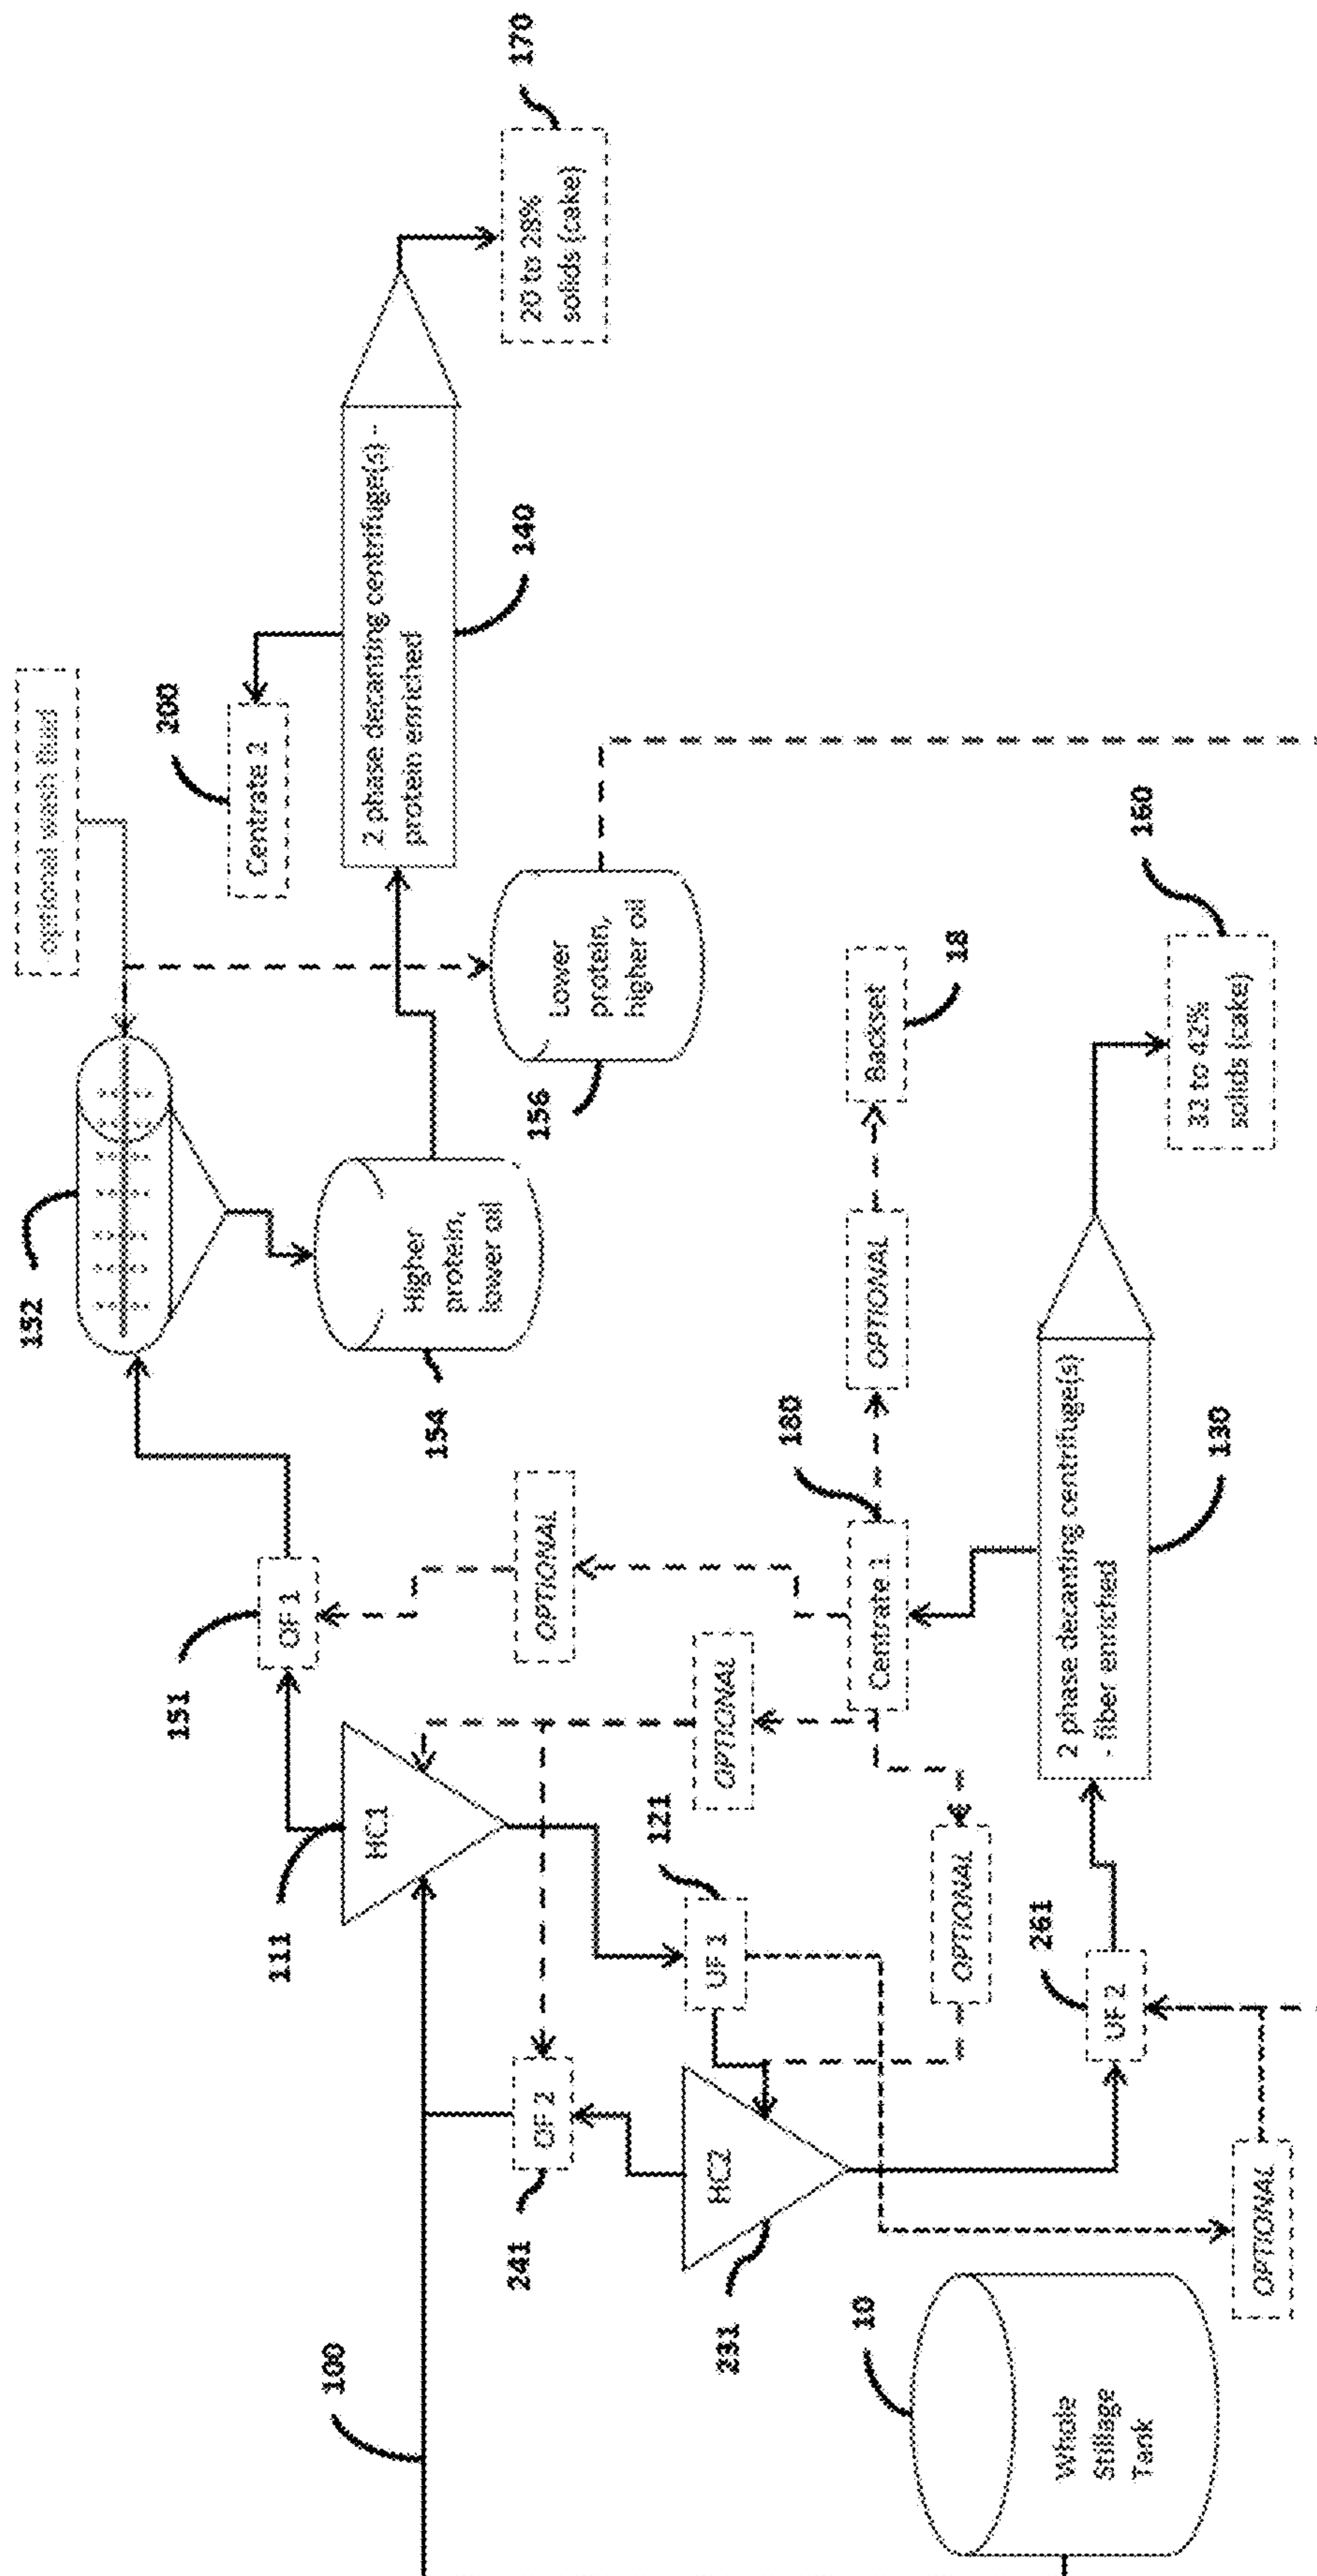 optional wash fluid
152
200
Centrate 2
170
151
OF 1
Higher
protein,
lower oil
154
2 phase decanting centrifuge(s) -
protein enriched
140
20 to 28%
solids (cake)
111
HC1
OPTIONAL
Lower
protein,
higher oil
156
100
OF 2
241
UF 1
121
OPTIONAL
180
Centrate 1
OPTIONAL
Backset
18
HC2
231
OPTIONAL
261
UF 2
2 phase decanting centrifuge(s)
- fiber enriched
130
32 to 42%
solids (cake)
160
10
Whole
Stillage
Tank
OPTIONAL